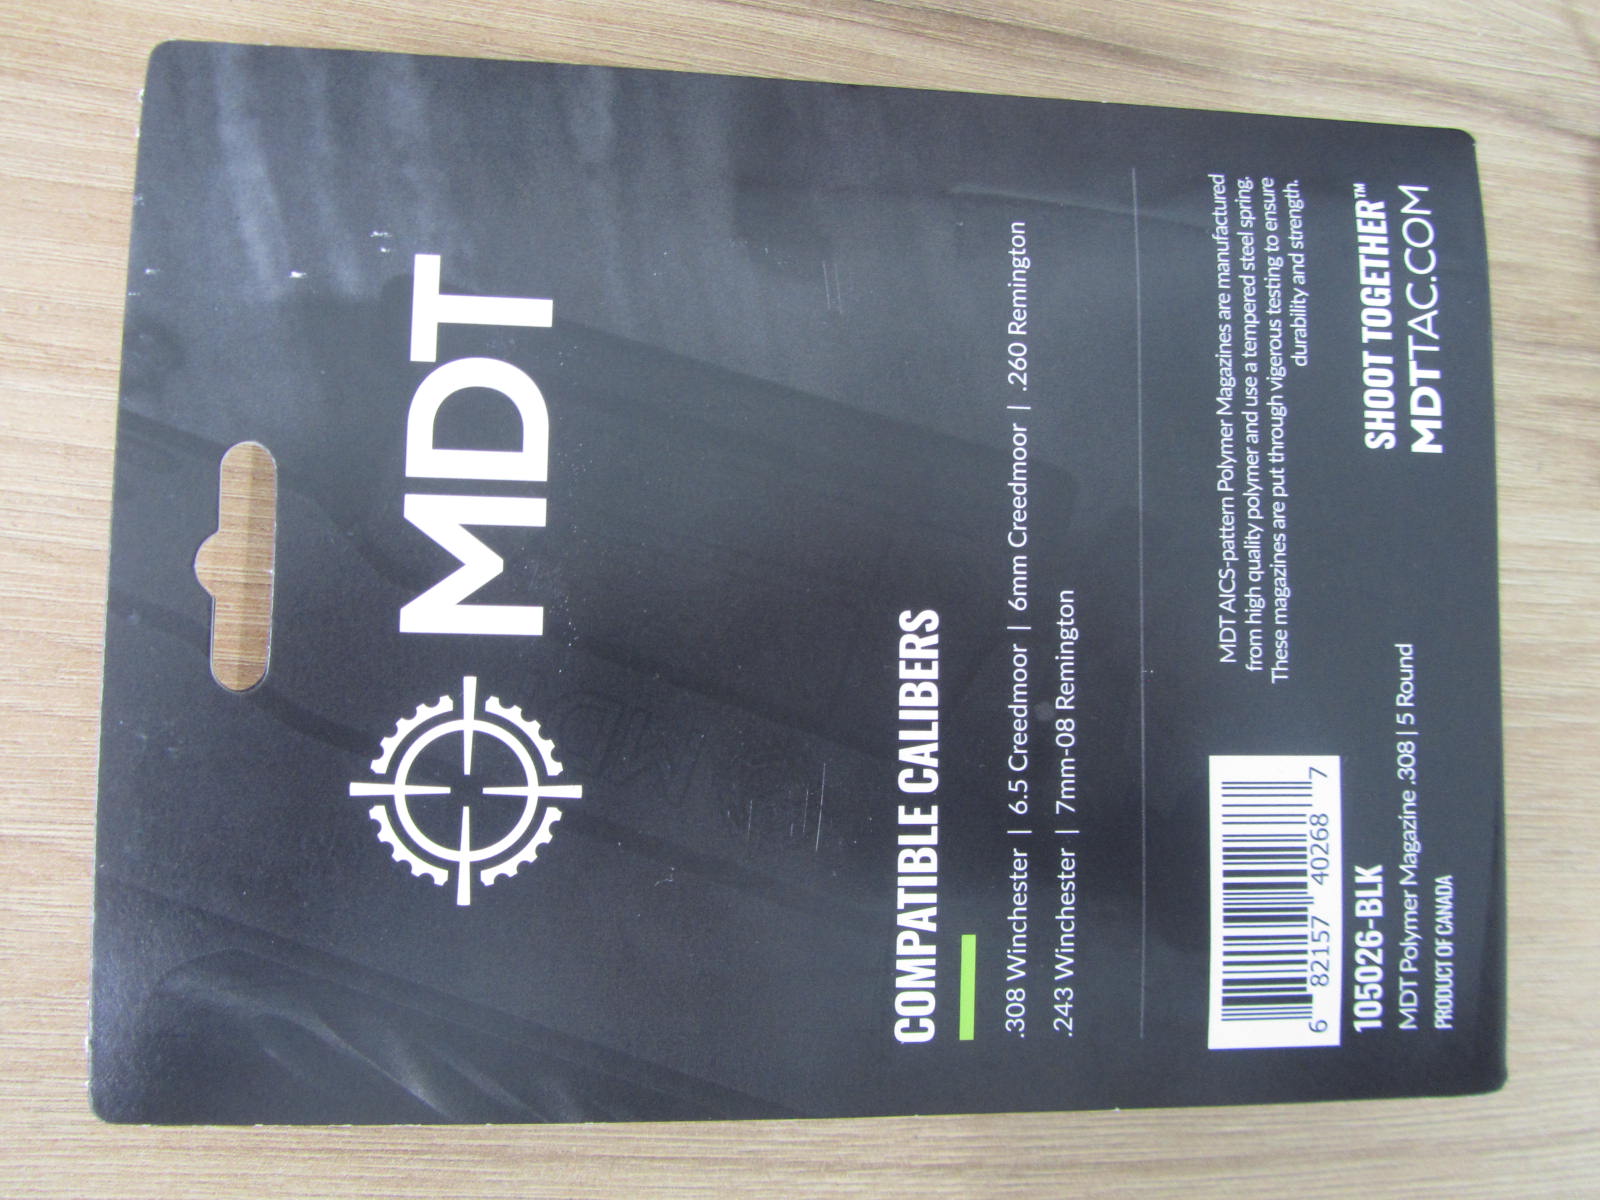 MDT
COMPATIBLE CALIBERS
.308 Winchester | 6.5 Creedmoor | 6mm Creedmoor | .260 Remington
.243 Winchester | 7mm-08 Remington
MDT AICS-pattern Polymer Magazines are manufactured
from high quality polymer and use a tempered steel spring.
These magazines are put through vigerous testing to ensure
durability and strength.
6 82157 40268 7
105026-BLK
MDT Polymer Magazine .308 | 5 Round
PRODUCT OF CANADA
SHOOT TOGETHER™
MDTTAC.COM